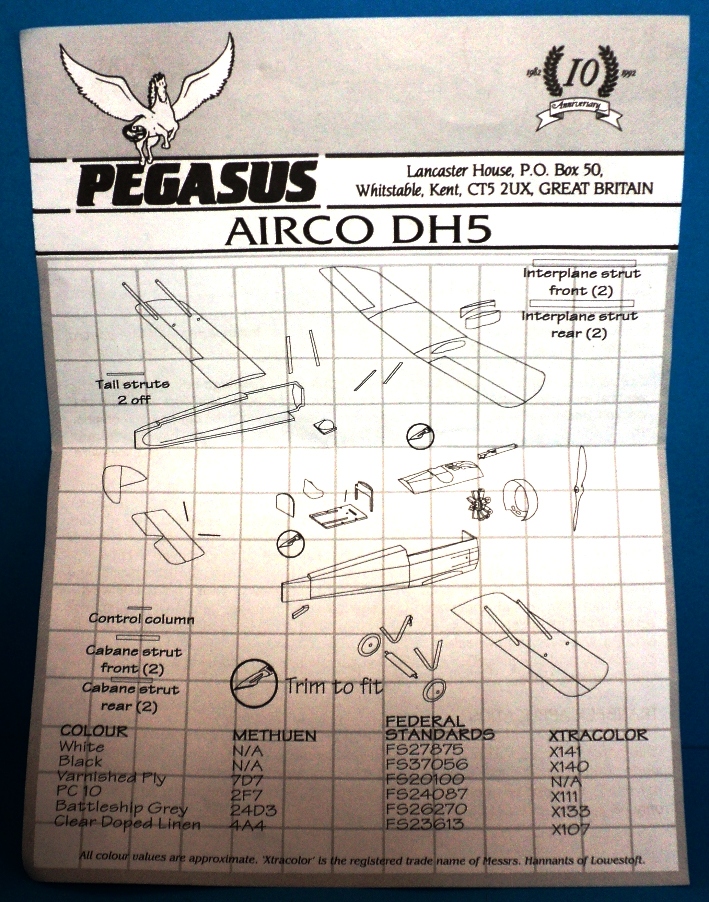 1982 10 1992
Anniversary
PEGASUS
Lancaster House, P.O. Box 50,
Whitstable, Kent, CT5 2UX, GREAT BRITAIN
AIRCO DH5
Interplane strut
front (2)
Interplane strut
rear (2)
Tail struts
2 off
Control column
Cabane strut
front (2)
Cabane strut
rear (2)
Trim to fit
COLOUR METHUEN FEDERAL STANDARDS XTRACOLOR
White N/A FS27875 X141
Black N/A FS37056 X140
Varnished Ply 7D7 FS20100 N/A
PC 10 2F7 FS24087 X111
Battleship Grey 24D3 FS26270 X133
Clear Doped Linen 4A4 FS23613 X107
All colour values are approximate. 'Xtracolor' is the registered trade name of Messrs. Hannants of Lowestoft.